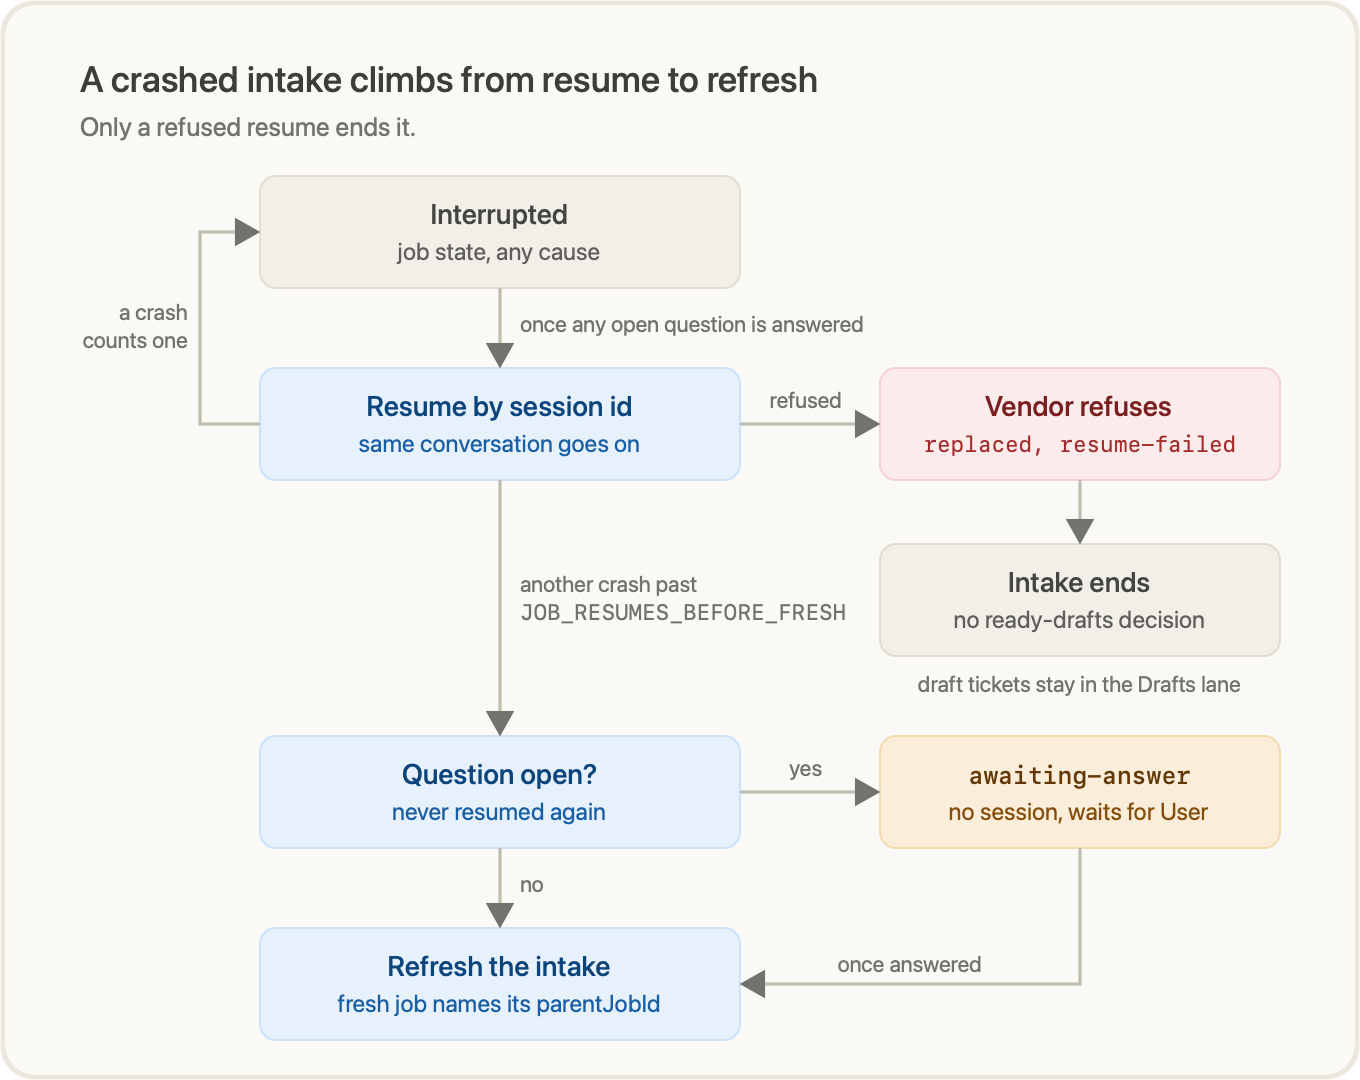 A crashed intake climbs from resume to refresh
Only a refused resume ends it.
Interrupted
job state, any cause
a crash
counts one
once any open question is answered
Resume by session id
same conversation goes on
refused
Vendor refuses
replaced, resume-failed
another crash past
JOB_RESUMES_BEFORE_FRESH
Intake ends
no ready-drafts decision
draft tickets stay in the Drafts lane
Question open?
never resumed again
yes
awaiting-answer
no session, waits for User
no
Refresh the intake
fresh job names its parentJobId
once answered